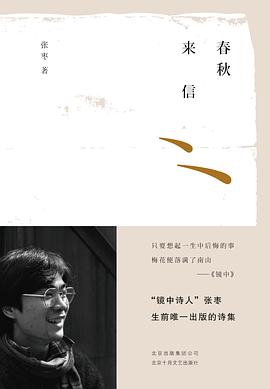 春秋
来信
张枣 著
只要想起一生中后悔的事
梅花便落满了南山
——《镜中》
“镜中诗人”张枣
生前唯一出版的诗集
北京出版集团公司
北京十月文艺出版社